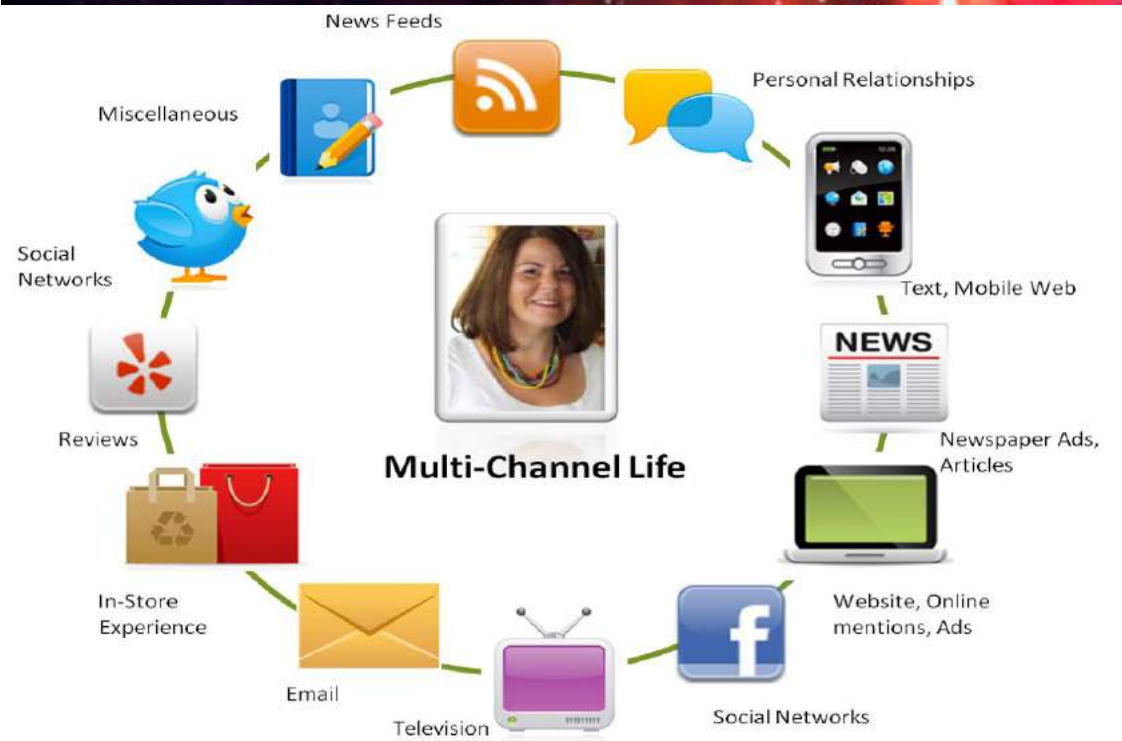 News Feeds
Personal Relationships
Miscellaneous
Text, Mobile Web
Social
Networks
NEWS
Newspaper Ads,
Articles
Reviews
Multi-Channel Life
Website, Online
mentions, Ads
In-Store
Experience
Social Networks
Email
Television